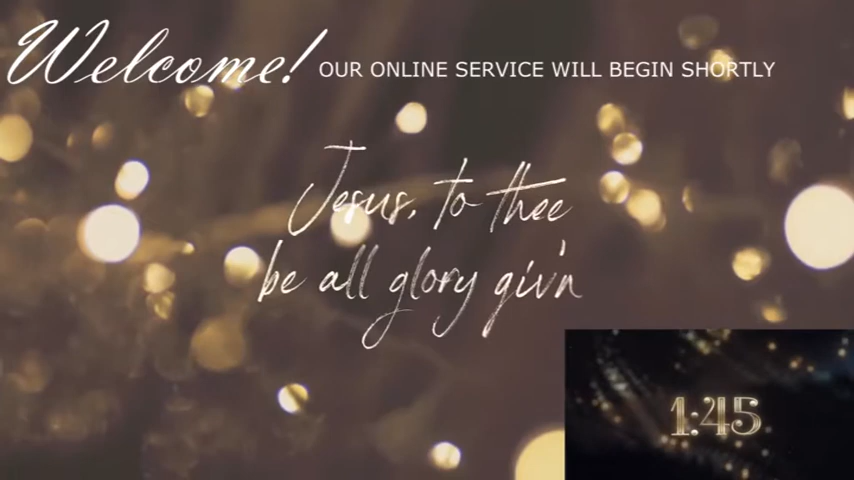 Welcome! OUR ONLINE SERVICE WILL BEGIN SHORTLY
Jesus, to thee
be all glory giv'n
1:45